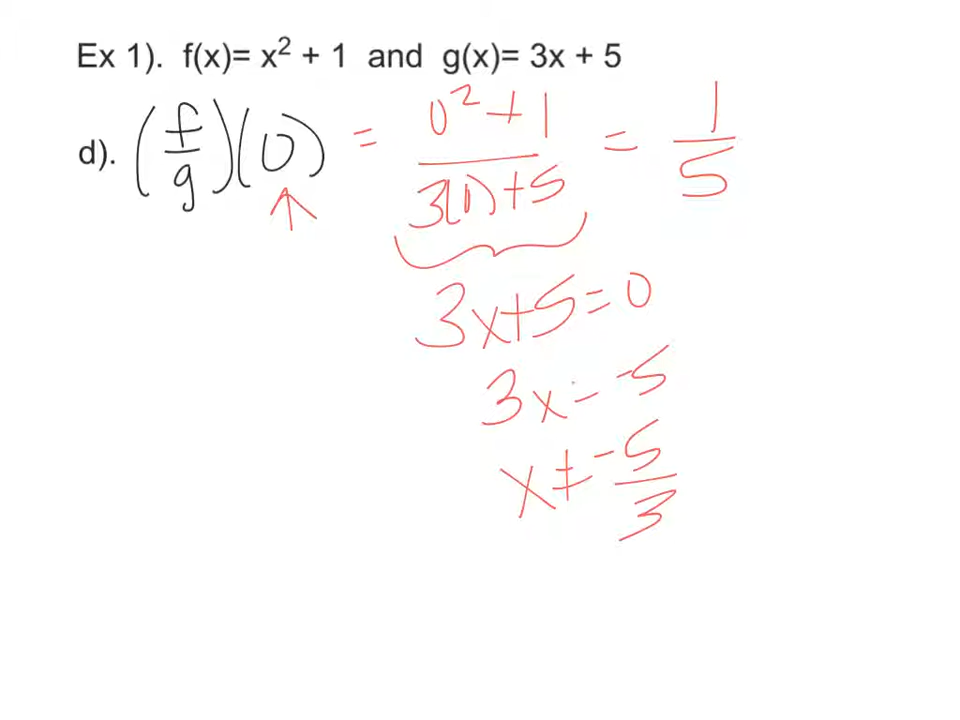 Ex 1). f(x)= x² + 1 and g(x)= 3x + 5
d). (f/g)(0) = (0² + 1)/(3(0)+5) = 1/5
3x+5=0
3x = -5
x ≠ -5/3